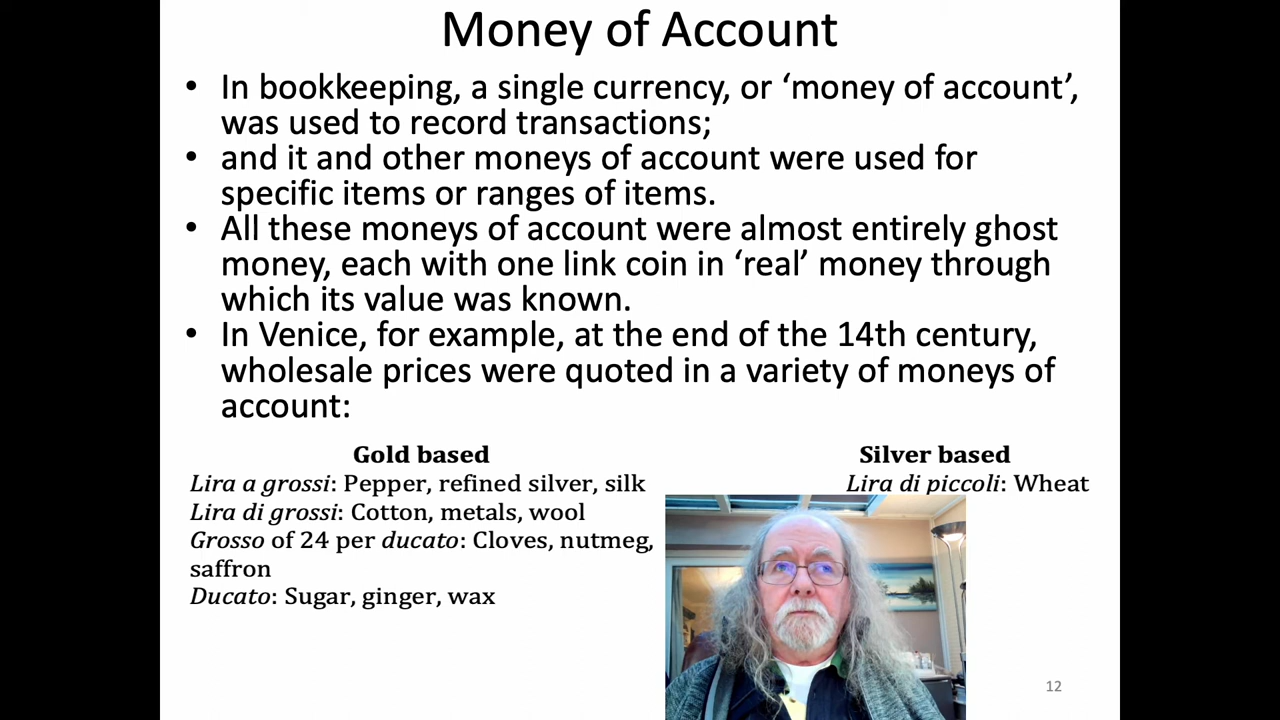 Money of Account
• In bookkeeping, a single currency, or ‘money of account’,
was used to record transactions;
• and it and other moneys of account were used for
specific items or ranges of items.
• All these moneys of account were almost entirely ghost
money, each with one link coin in ‘real’ money through
which its value was known.
• In Venice, for example, at the end of the 14th century,
wholesale prices were quoted in a variety of moneys of
account:
Gold based
Lira a grossi: Pepper, refined silver, silk
Lira di grossi: Cotton, metals, wool
Grosso of 24 per ducato: Cloves, nutmeg,
saffron
Ducato: Sugar, ginger, wax
Silver based
Lira di piccoli: Wheat
12